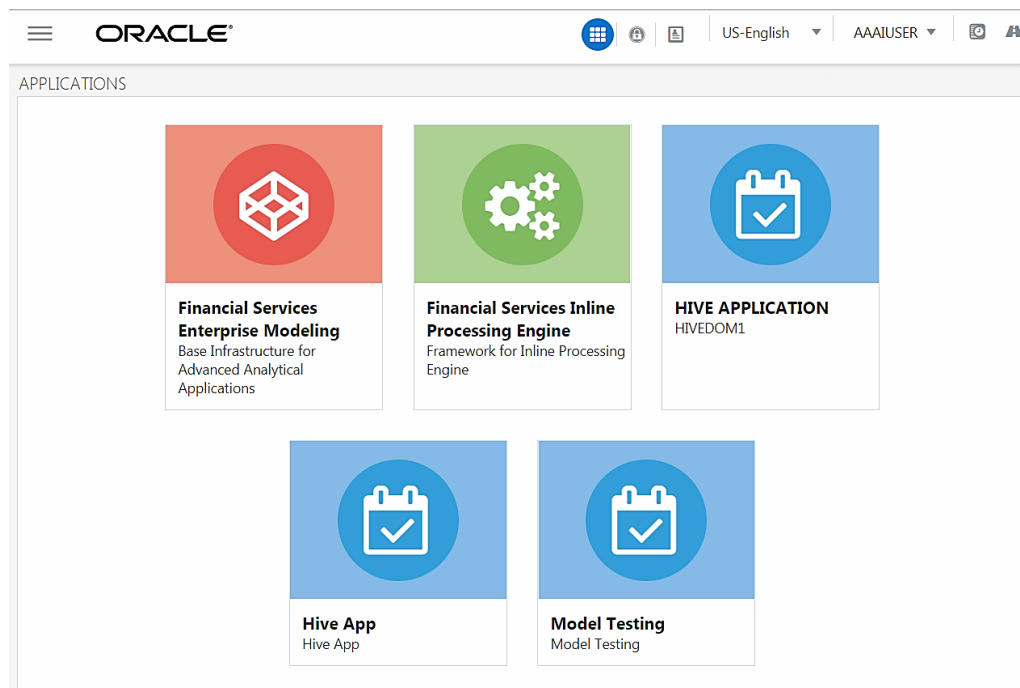 ORACLE®
US-English
AAAIUSER
APPLICATIONS
Financial Services
Enterprise Modeling
Base Infrastructure for
Advanced Analytical
Applications
Financial Services Inline
Processing Engine
Framework for Inline Processing
Engine
HIVE APPLICATION
HIVEDOM1
Hive App
Hive App
Model Testing
Model Testing